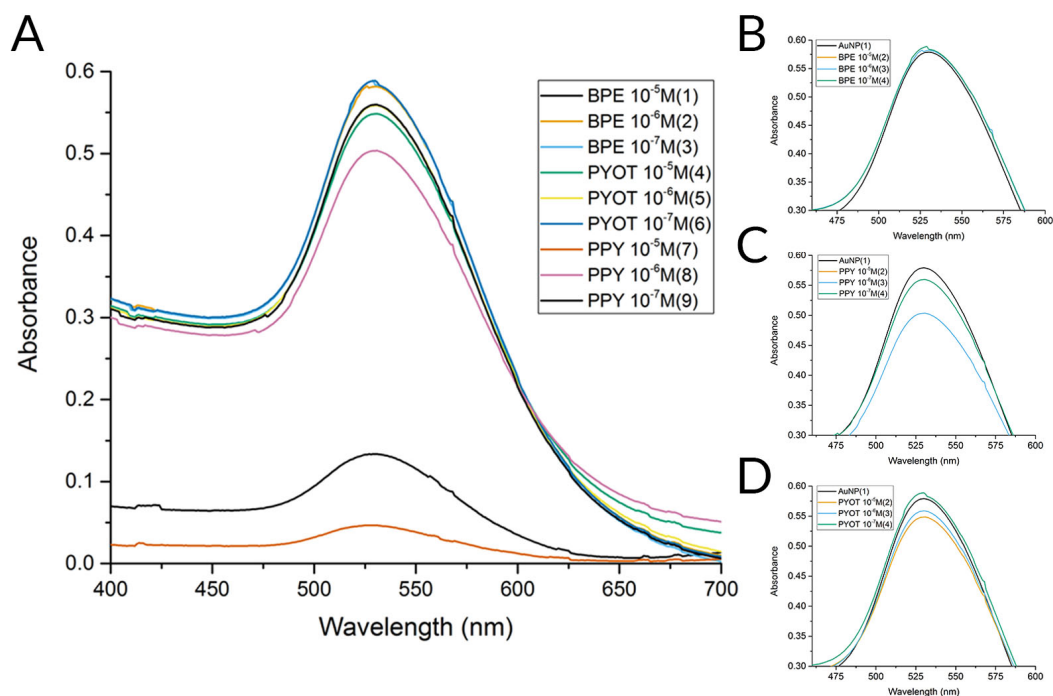 A
Absorbance
0.6
0.5
0.4
0.3
0.2
0.1
0.0
400 450 500 550 600 650 700
Wavelength (nm)
BPE 10⁻⁵M(1)
BPE 10⁻⁶M(2)
BPE 10⁻⁷M(3)
PYOT 10⁻⁵M(4)
PYOT 10⁻⁶M(5)
PYOT 10⁻⁷M(6)
PPY 10⁻⁵M(7)
PPY 10⁻⁶M(8)
PPY 10⁻⁷M(9)
B
Absorbance
0.60
0.55
0.50
0.45
0.40
0.35
0.30
475 500 525 550 575 600
Wavelength (nm)
AuNP(1)
BPE 10⁻⁵M(2)
BPE 10⁻⁶M(3)
BPE 10⁻⁷M(4)
C
Absorbance
0.60
0.55
0.50
0.45
0.40
0.35
0.30
475 500 525 550 575 600
Wavelength (nm)
AuNP(1)
PPY 10⁻⁵M(2)
PPY 10⁻⁶M(3)
PPY 10⁻⁷M(4)
D
Absorbance
0.60
0.55
0.50
0.45
0.40
0.35
0.30
475 500 525 550 575 600
Wavelength (nm)
AuNP(1)
PYOT 10⁻⁵M(2)
PYOT 10⁻⁶M(3)
PYOT 10⁻⁷M(4)